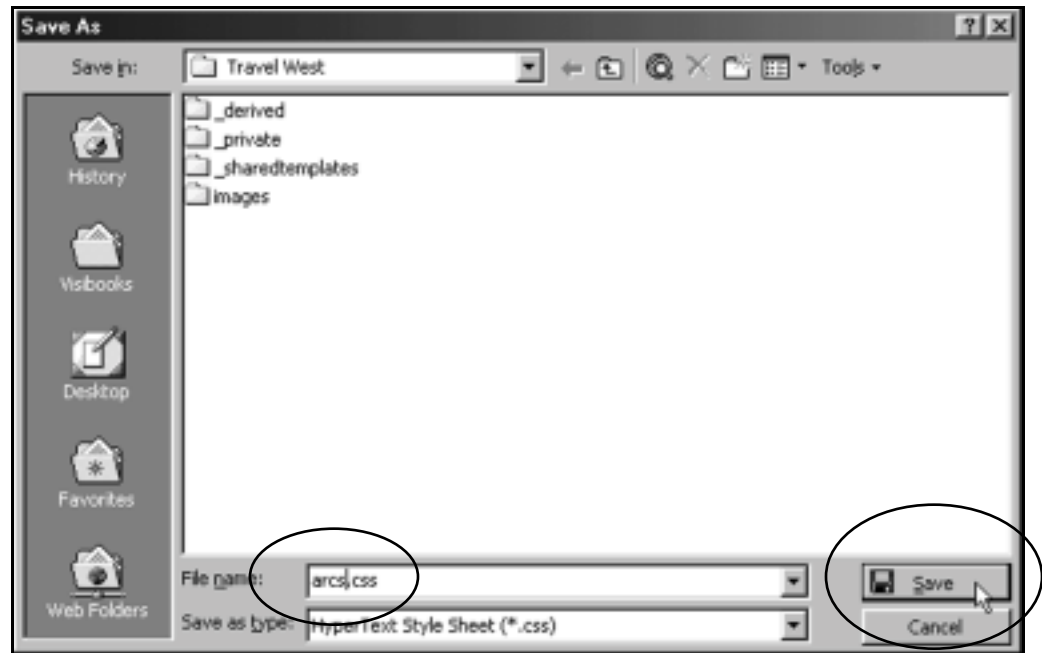 Save As
Save in:
Travel West
Tools
_derived
_private
_sharedtemplates
images
History
Visibooks
Desktop
Favorites
Web Folders
File name:
arcs.css
Save
Save as type:
HyperText Style Sheet (*.css)
Cancel